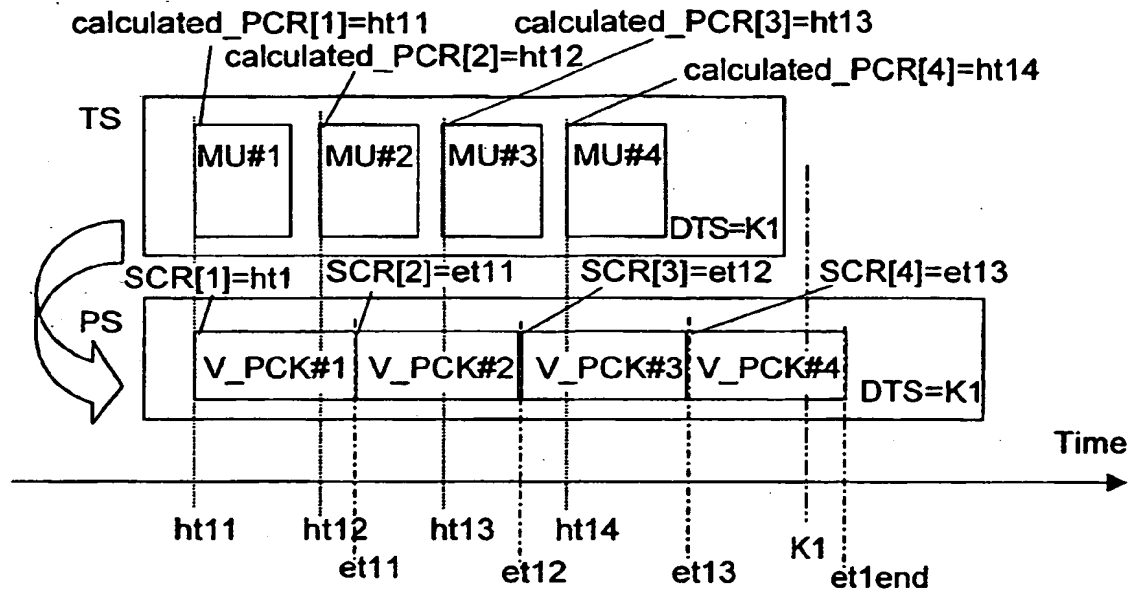 calculated_PCR[1]=ht11
calculated_PCR[3]=ht13
calculated_PCR[2]=ht12
calculated_PCR[4]=ht14
TS
MU#1
MU#2
MU#3
MU#4
DTS=K1
SCR[1]=ht1
SCR[2]=et11
SCR[3]=et12
SCR[4]=et13
PS
V_PCK#1
V_PCK#2
V_PCK#3
V_PCK#4
DTS=K1
Time
ht11
ht12
ht13
ht14
K1
et11
et12
et13
et1end